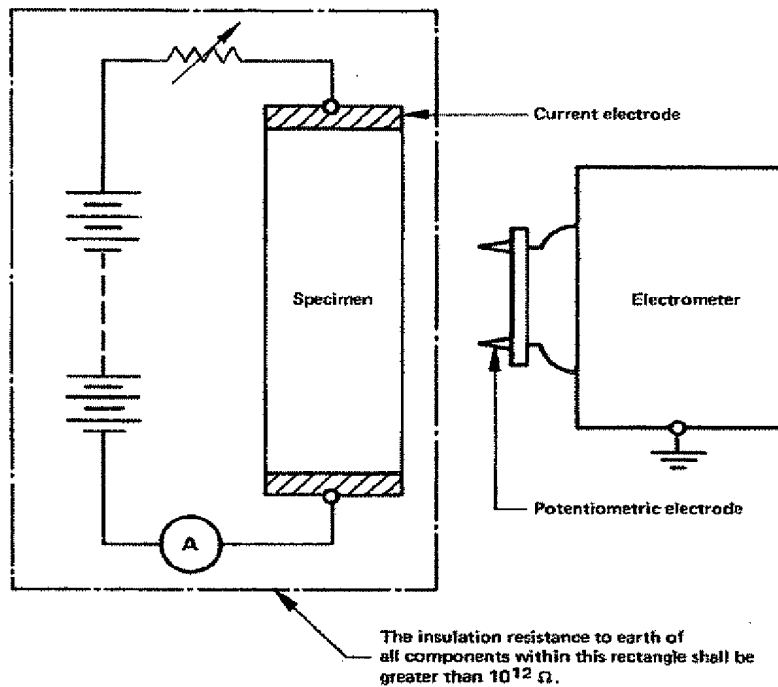 Current electrode
Specimen
Electrometer
Potentiometric electrode
A
The insulation resistance to earth of
all components within this rectangle shall be
greater than 10¹² Ω.